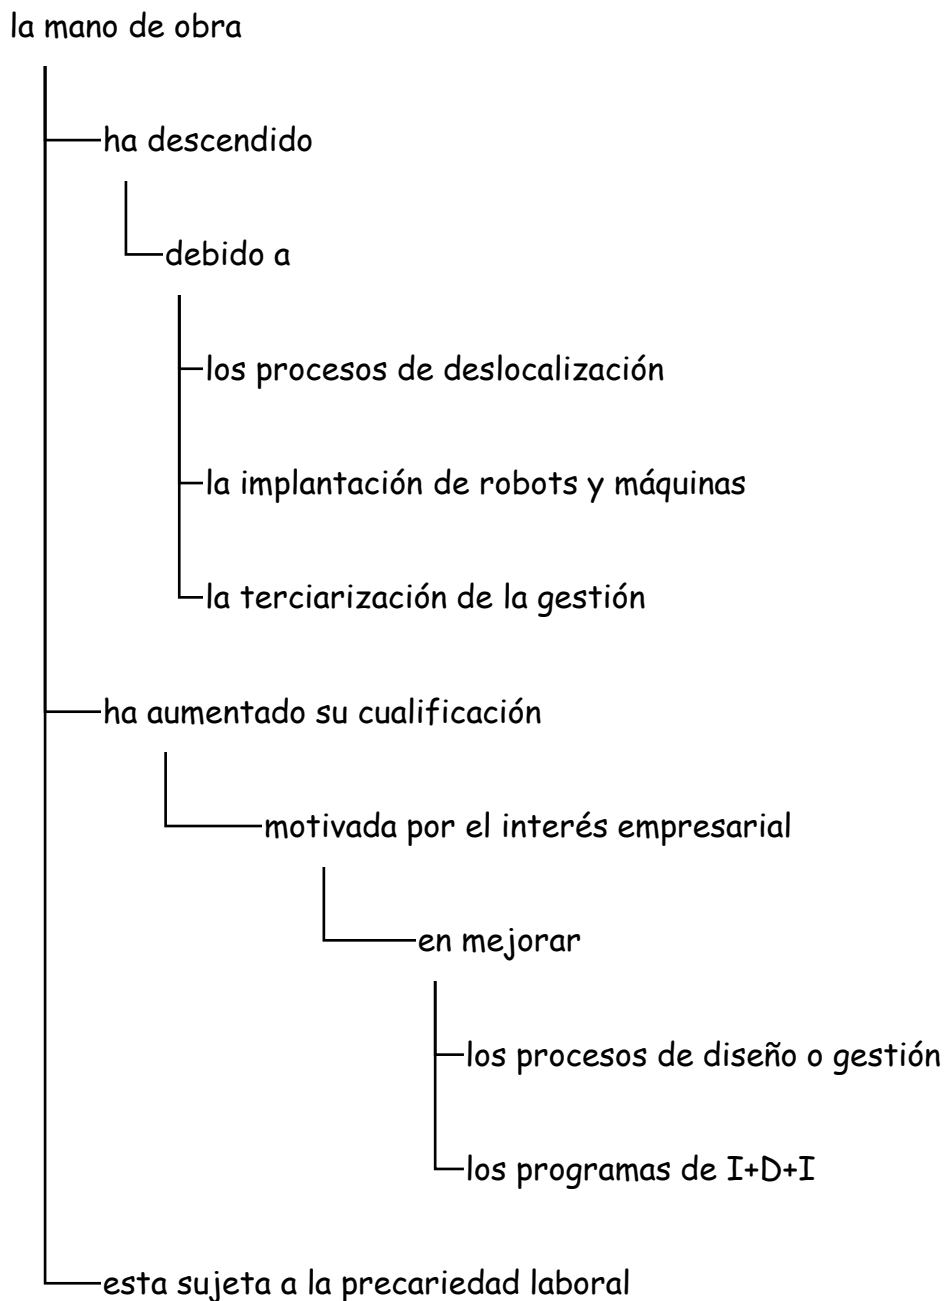 la mano de obra
ha descendido
debido a
los procesos de deslocalización
la implantación de robots y máquinas
la terciarización de la gestión
ha aumentado su cualificación
motivada por el interés empresarial
en mejorar
los procesos de diseño o gestión
los programas de I+D+I
esta sujeta a la precariedad laboral